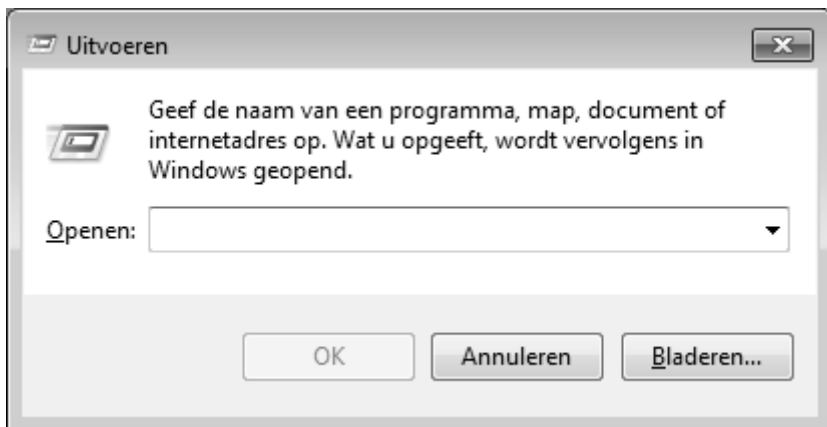 Uitvoeren
Geef de naam van een programma, map, document of
internetadres op. Wat u opgeeft, wordt vervolgens in
Windows geopend.
Openen:
OK Annuleren Bladeren...